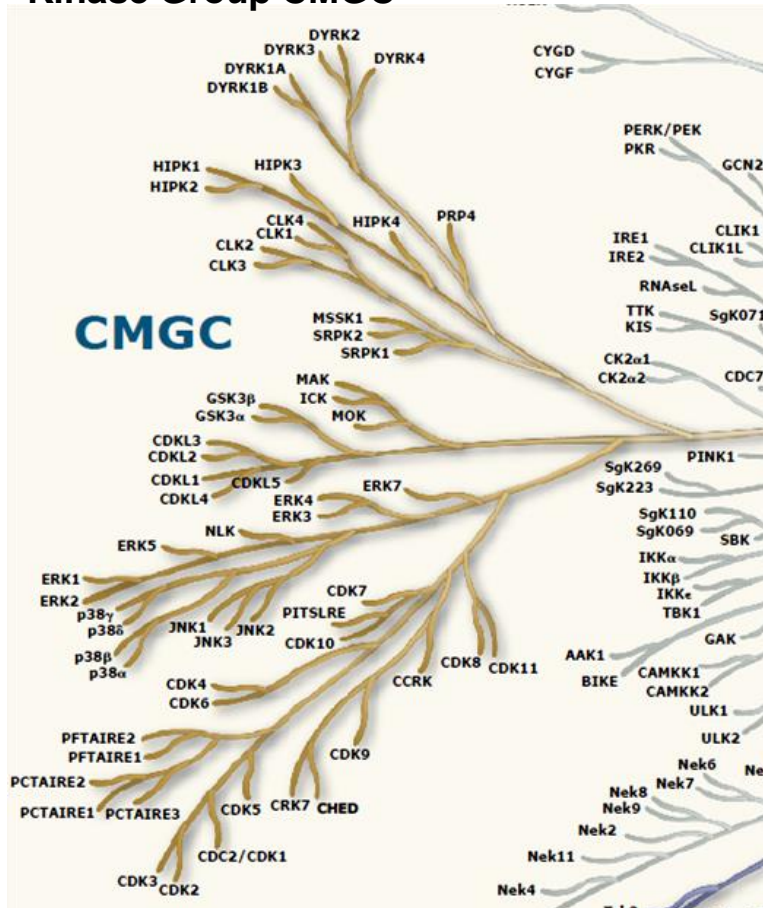 Kinase Group CMGC
DYRK2
DYRK3
DYRK4
DYRK1A
DYRK1B
CYGD
CYGF
PERK/PEK
PKR
GCN2
HIPK1
HIPK3
HIPK2
CLK4
CLK1
HIPK4
PRP4
CLK2
CLK3
IRE1
IRE2
CLIK1
CLIK1L
RNAseL
TTK
KIS
SgK071
CMGC
MSSK1
SRPK2
SRPK1
CK2α1
CK2α2
CDC7
MAK
ICK
MOK
GSK3β
GSK3α
CDKL3
CDKL2
CDKL1
CDKL5
CDKL4
PINK1
SgK269
SgK223
ERK7
ERK4
ERK3
NLK
ERK5
SgK110
SgK069
SBK
ERK1
ERK2
p38γ
p38δ
p38β
p38α
JNK1
JNK3
JNK2
CDK7
PITSLRE
CDK10
IKKα
IKKβ
IKKε
TBK1
GAK
CDK4
CDK6
CCRK
CDK8
CDK11
AAK1
BIKE
CAMKK1
CAMKK2
ULK1
ULK2
PFTAIRE2
PFTAIRE1
CDK9
PCTAIRE2
PCTAIRE1
PCTAIRE3
CDK5
CRK7
CHED
Nek6
Nek7
Nek8
Nek9
Nek2
CDC2/CDK1
CDK3
CDK2
Nek11
Nek4